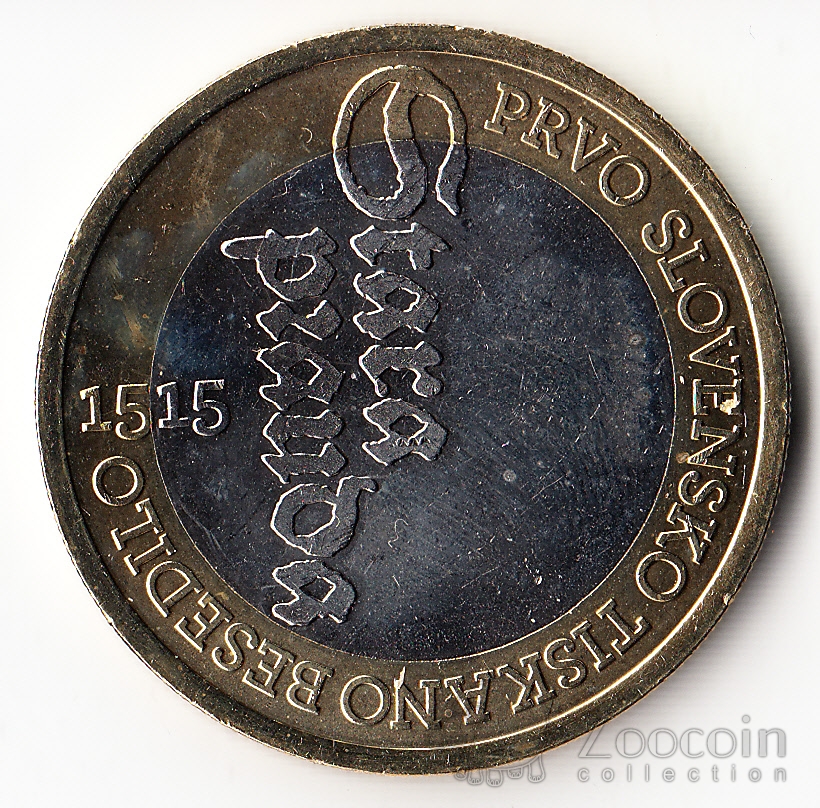 PRVO SLOVENSKO TISKANO BESEDILO
1515
Stara
prauda
Zoocoin
collection